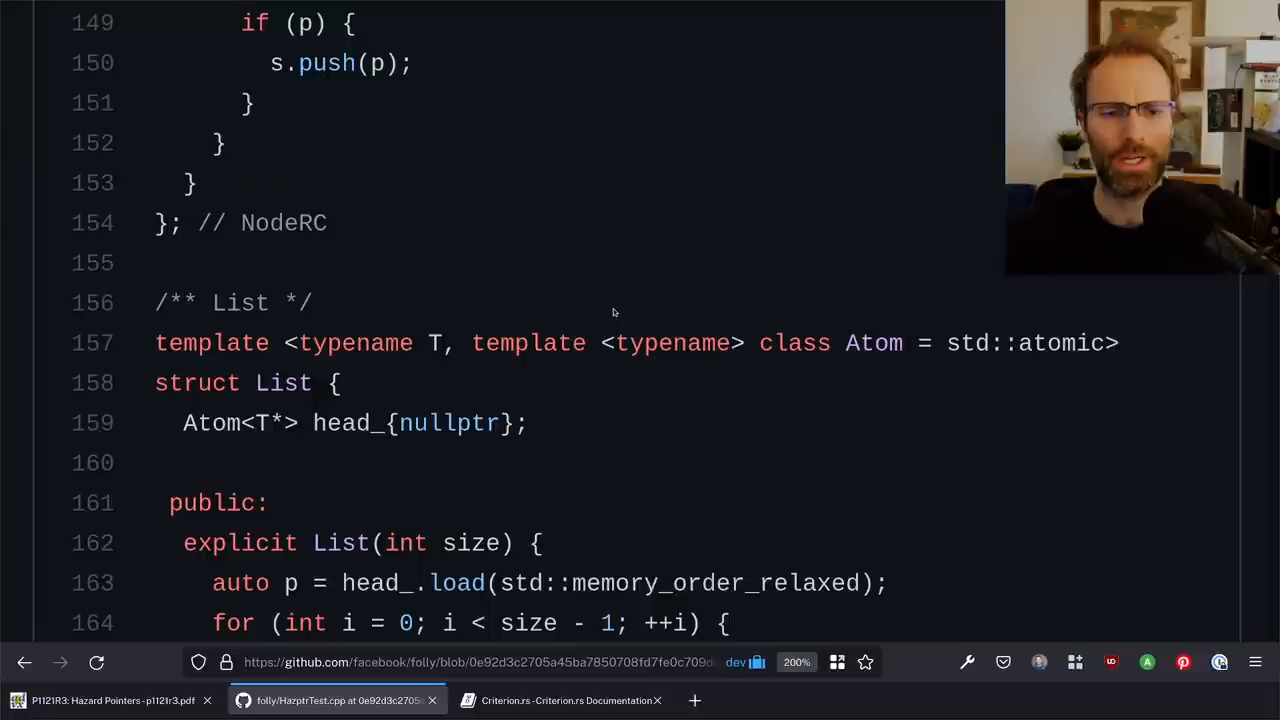 149 if (p) {
150 s.push(p);
151 }
152 }
153 }
154 }; // NodeRC
155
156 /** List */
157 template <typename T, template <typename> class Atom = std::atomic>
158 struct List {
159 Atom<T*> head_{nullptr};
160
161 public:
162 explicit List(int size) {
163 auto p = head_.load(std::memory_order_relaxed);
164 for (int i = 0; i < size - 1; ++i) {
https://github.com/facebook/folly/blob/0e92d3c2705a45ba7850708fd7fe0c709d dev 200%
P1121R3: Hazard Pointers - p1121r3.pdf folly/HazptrTest.cpp at 0e92d3c2705 Criterion.rs - Criterion.rs Documentation